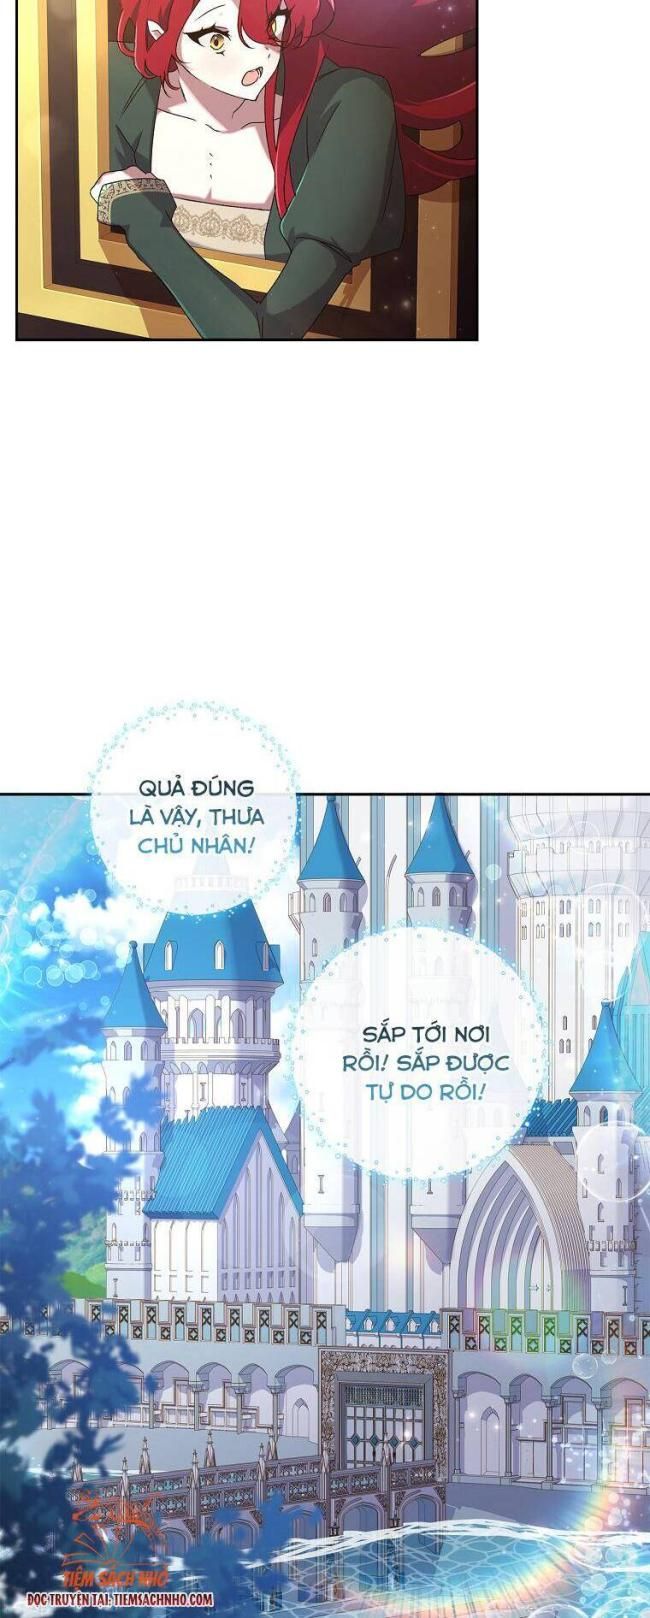 QUẢ ĐÚNG
LÀ VẬY, THƯA
CHỦ NHÂN!
SẮP TỚI NƠI
RỒI! SẮP ĐƯỢC
TỰ DO RỒI!
TIỆM SÁCH NHỎ
ĐỌC TRUYỆN TẠI: TIEMSACHNHO.COM